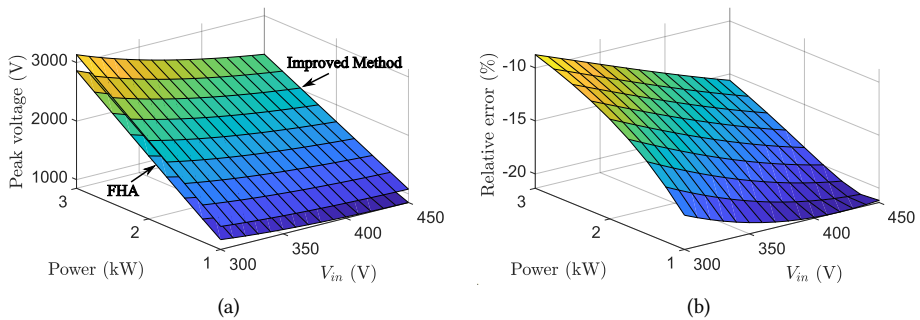 Peak voltage (V)
3000
2000
1000
Improved Method
FHA
3
2
1
Power (kW)
300
350
400
450
V_in (V)
(a)
Relative error (%)
-10
-15
-20
3
2
1
Power (kW)
300
350
400
450
V_in (V)
(b)